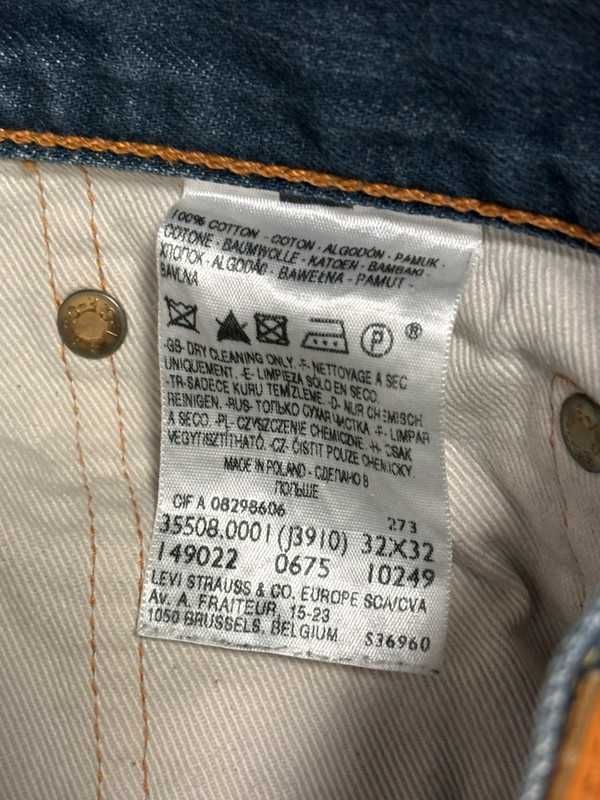 100% COTTON - COTON - ALGODÓN - PAMUK -
COTONE - BAUMWOLLE - KATOEN - BAMBAKI -
ХЛОПОК - ALGODÃO - BAWEŁNA - PAMUT -
BAVLNA
P ®
-GB- DRY CLEANING ONLY. -F- NETTOYAGE A SEC
UNIQUEMENT. -E- LIMPIEZA SOLO EN SECO.
-TR-SADECE KURU TEMIZLEME. -D- NUR CHEMISCH
REINIGEN. -RUS- ТОЛЬКО СУХАЯ ЧИСТКА. -P- LIMPAR
A SECO. -PL- CZYSZCZENIE CHEMICZNE. -H- CSAK
VEGYTISZTÍTHATÓ. -CZ- ČISTIT POUZE CHEMICKY.
MADE IN POLAND - СДЕЛАНО В
ПОЛЬШЕ
CIF A 08298606 273
35508.0001 (J3910) 32X32
149022 0675 10249
LEVI STRAUSS & CO. EUROPE SCA/CVA
Av. A. FRAITEUR, 15-23
1050 BRUSSELS, BELGIUM S36960